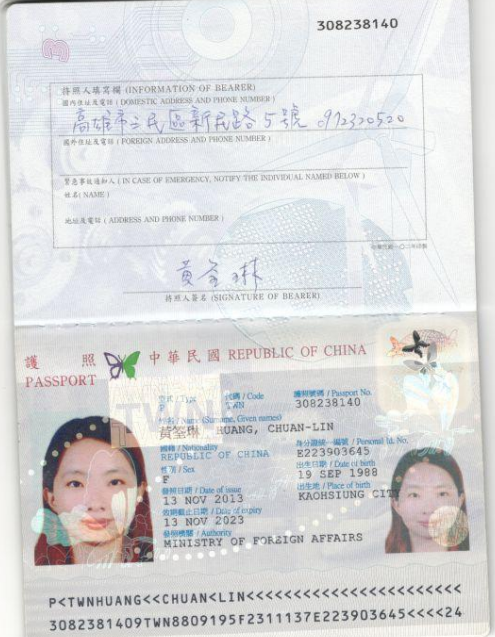 308238140
持照人填寫欄 (INFORMATION OF BEARER)
國內住址及電話 ( DOMESTIC ADDRESS AND PHONE NUMBER )
高雄市三民區新民路5號 0912320520
國外住址及電話 ( FOREIGN ADDRESS AND PHONE NUMBER )
緊急事故通知人 ( IN CASE OF EMERGENCY, NOTIFY THE INDIVIDUAL NAMED BELOW )
姓名( NAME )
地址及電話 ( ADDRESS AND PHONE NUMBER )
持照人簽名 (SIGNATURE OF BEARER)
護 照 中華民國 REPUBLIC OF CHINA
PASSPORT
型式 / Type 代碼 / Code 護照號碼 / Passport No.
308238140
姓名 / Name (Surname, Given names)
HUANG, CHUAN-LIN
國籍 / Nationality 身分證統一編號 / Personal Id. No.
REPUBLIC OF CHINA E223903645
性別 / Sex 出生日期 / Date of birth
F 19 SEP 1988
發照日期 / Date of issue 出生地 / Place of birth
13 NOV 2013 KAOHSIUNG CITY
效期截止日期 / Date of expiry
13 NOV 2023
發照機關 / Authority
MINISTRY OF FOREIGN AFFAIRS
P<TWNHUANG<<CHUAN<LIN<<<<<<<<<<<<<<<<<<<<<<<
3082381409TWN8809195F2311137E223903645<<<<24